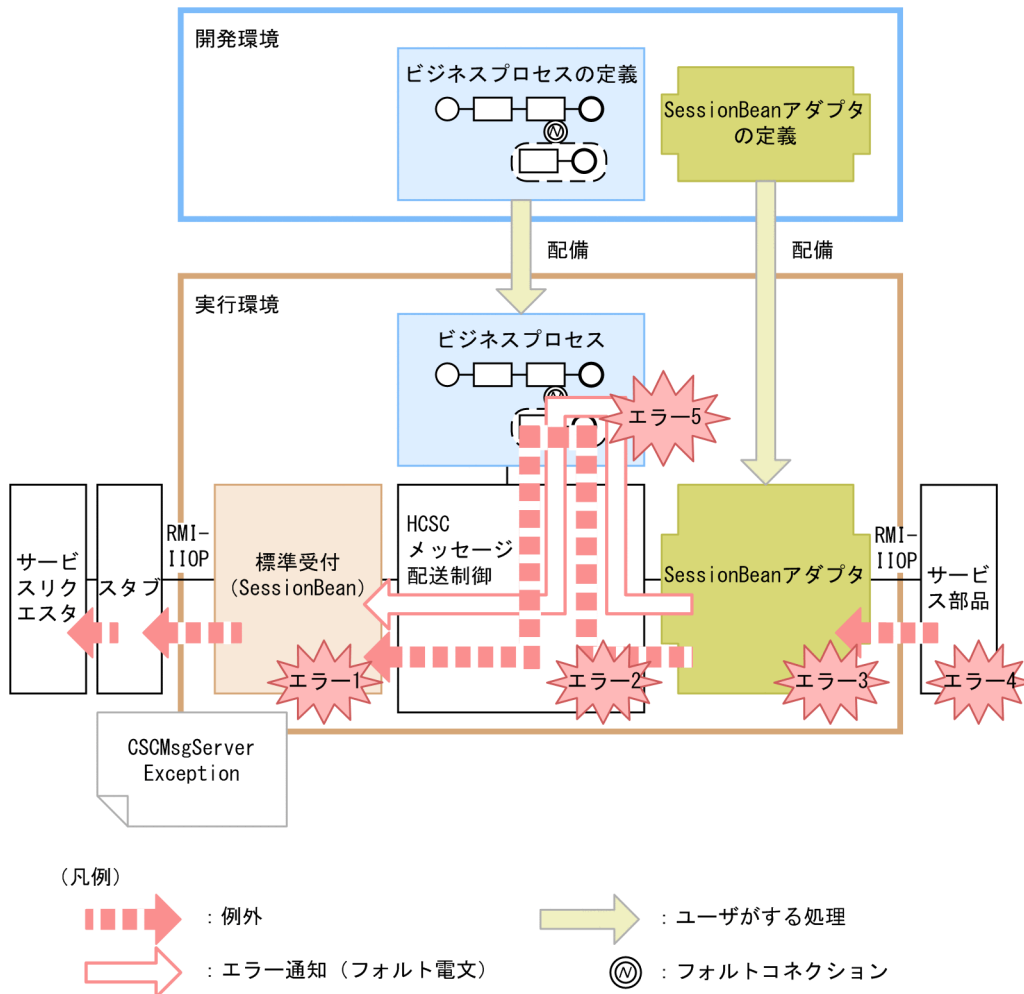 開発環境
ビジネスプロセスの定義
SessionBeanアダプタ
の定義
配備
配備
実行環境
ビジネスプロセス
エラー5
サービ
スリク
エスタ
スタブ
RMI-
IIOP
標準受付
(SessionBean)
HCSC
メッセージ
配送制御
SessionBeanアダプタ
RMI-
IIOP
サービ
ス部品
エラー1
エラー2
エラー3
エラー4
CSCMsgServer
Exception
(凡例)
:例外
:ユーザがする処理
:エラー通知(フォルト電文)
:フォルトコネクション